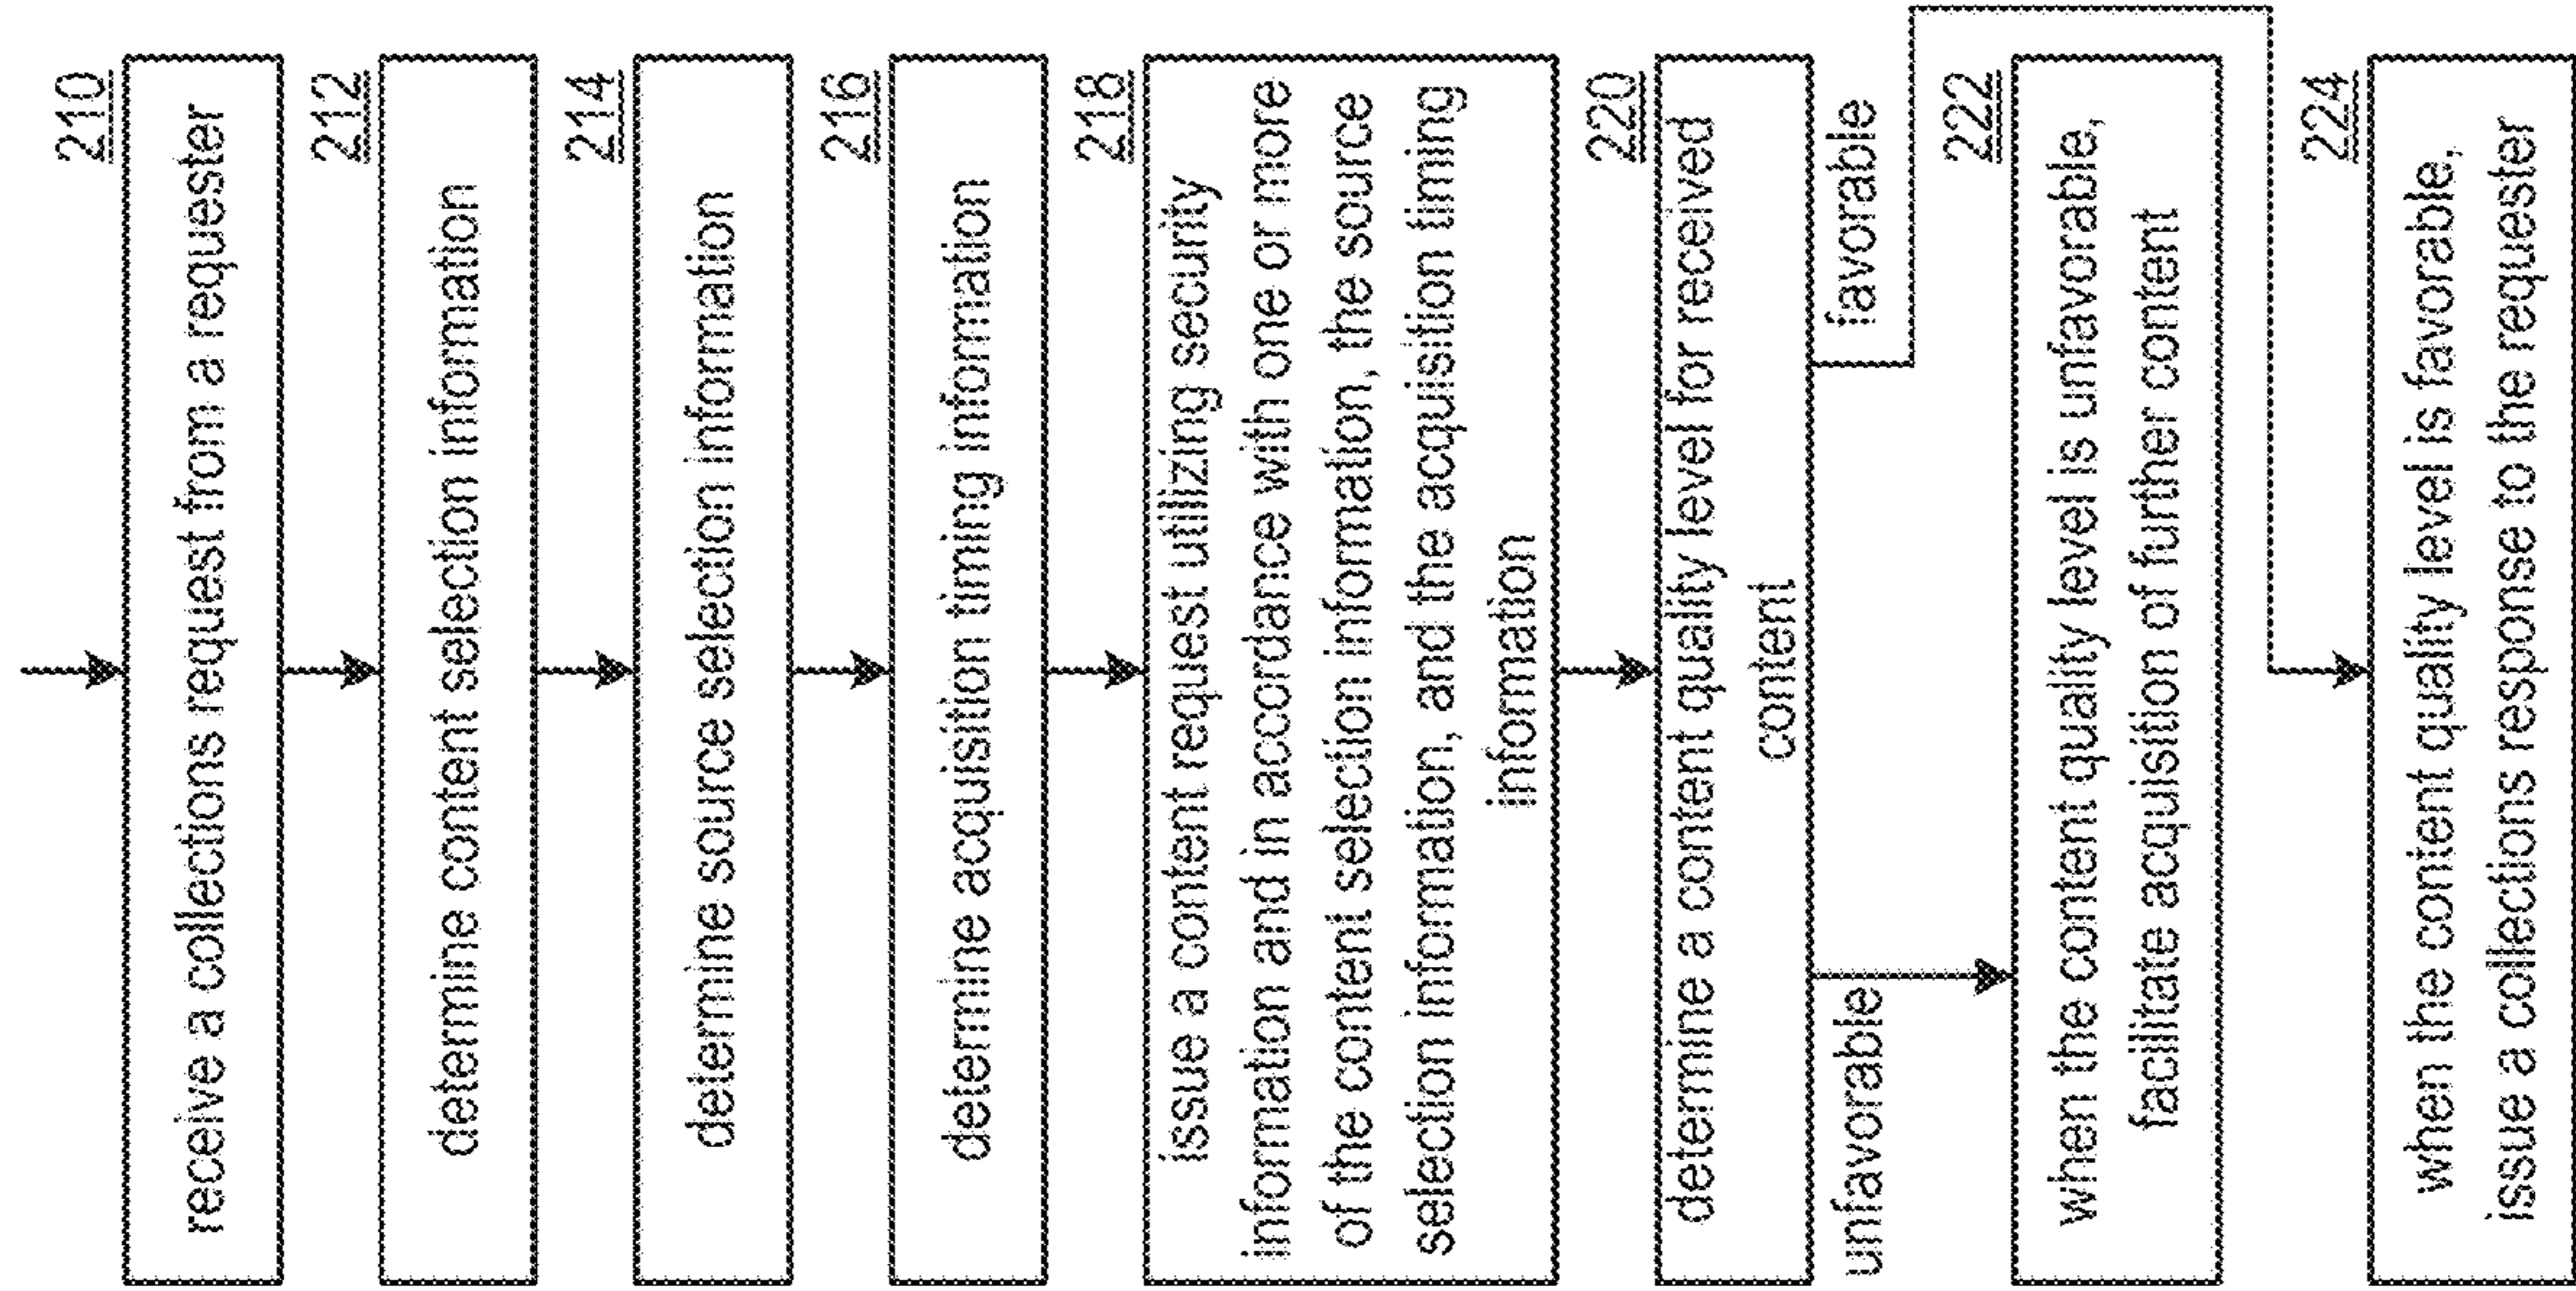 210
receive a collections request from a requester
212
determine content selection information
214
determine source selection information
216
determine acquisition timing information
218
issue a content request utilizing security
information and in accordance with one or more
of the content selection information, the source
selection information, and the acquisition timing
information
220
determine a content quality level for received
content
unfavorable
favorable
222
when the content quality level is unfavorable,
facilitate acquisition of further content
224
when the content quality level is favorable,
issue a collections response to the requester